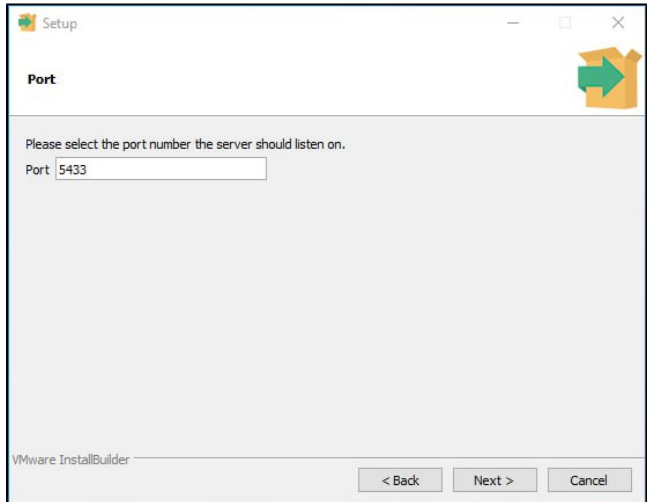 Setup
Port
Please select the port number the server should listen on.
Port 5433
VMware InstallBuilder
< Back Next > Cancel